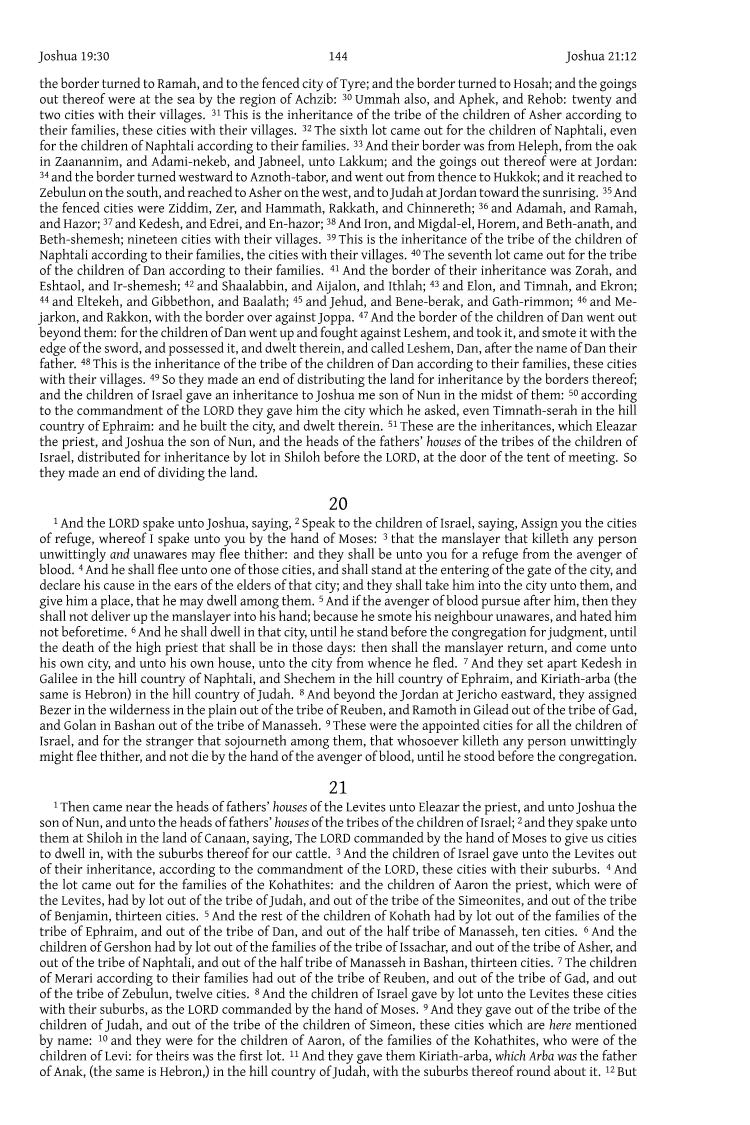 Joshua 19:30 144 Joshua 21:12
the border turned to Ramah, and to the fenced city of Tyre; and the border turned to Hosah; and the goings
out thereof were at the sea by the region of Achzib: 30 Ummah also, and Aphek, and Rehob: twenty and
two cities with their villages. 31 This is the inheritance of the tribe of the children of Asher according to
their families, these cities with their villages. 32 The sixth lot came out for the children of Naphtali, even
for the children of Naphtali according to their families. 33 And their border was from Heleph, from the oak
in Zaanannim, and Adami-nekeb, and Jabneel, unto Lakkum; and the goings out thereof were at Jordan:
34 and the border turned westward to Aznoth-tabor, and went out from thence to Hukkok; and it reached to
Zebulun on the south, and reached to Asher on the west, and to Judah at Jordan toward the sunrising. 35 And
the fenced cities were Ziddim, Zer, and Hammath, Rakkath, and Chinnereth; 36 and Adamah, and Ramah,
and Hazor; 37 and Kedesh, and Edrei, and En-hazor; 38 And Iron, and Migdal-el, Horem, and Beth-anath, and
Beth-shemesh; nineteen cities with their villages. 39 This is the inheritance of the tribe of the children of
Naphtali according to their families, the cities with their villages. 40 The seventh lot came out for the tribe
of the children of Dan according to their families. 41 And the border of their inheritance was Zorah, and
Eshtaol, and Ir-shemesh; 42 and Shaalabbin, and Aijalon, and Ithlah; 43 and Elon, and Timnah, and Ekron;
44 and Eltekeh, and Gibbethon, and Baalath; 45 and Jehud, and Bene-berak, and Gath-rimmon; 46 and Me-
jarkon, and Rakkon, with the border over against Joppa. 47 And the border of the children of Dan went out
beyond them: for the children of Dan went up and fought against Leshem, and took it, and smote it with the
edge of the sword, and possessed it, and dwelt therein, and called Leshem, Dan, after the name of Dan their
father. 48 This is the inheritance of the tribe of the children of Dan according to their families, these cities
with their villages. 49 So they made an end of distributing the land for inheritance by the borders thereof;
and the children of Israel gave an inheritance to Joshua me son of Nun in the midst of them: 50 according
to the commandment of the LORD they gave him the city which he asked, even Timnath-serah in the hill
country of Ephraim: and he built the city, and dwelt therein. 51 These are the inheritances, which Eleazar
the priest, and Joshua the son of Nun, and the heads of the fathers' houses of the tribes of the children of
Israel, distributed for inheritance by lot in Shiloh before the LORD, at the door of the tent of meeting. So
they made an end of dividing the land.
20
1 And the LORD spake unto Joshua, saying, 2 Speak to the children of Israel, saying, Assign you the cities
of refuge, whereof I spake unto you by the hand of Moses: 3 that the manslayer that killeth any person
unwittingly and unawares may flee thither: and they shall be unto you for a refuge from the avenger of
blood. 4 And he shall flee unto one of those cities, and shall stand at the entering of the gate of the city, and
declare his cause in the ears of the elders of that city; and they shall take him into the city unto them, and
give him a place, that he may dwell among them. 5 And if the avenger of blood pursue after him, then they
shall not deliver up the manslayer into his hand; because he smote his neighbour unawares, and hated him
not beforetime. 6 And he shall dwell in that city, until he stand before the congregation for judgment, until
the death of the high priest that shall be in those days: then shall the manslayer return, and come unto
his own city, and unto his own house, unto the city from whence he fled. 7 And they set apart Kedesh in
Galilee in the hill country of Naphtali, and Shechem in the hill country of Ephraim, and Kiriath-arba (the
same is Hebron) in the hill country of Judah. 8 And beyond the Jordan at Jericho eastward, they assigned
Bezer in the wilderness in the plain out of the tribe of Reuben, and Ramoth in Gilead out of the tribe of Gad,
and Golan in Bashan out of the tribe of Manasseh. 9 These were the appointed cities for all the children of
Israel, and for the stranger that sojourneth among them, that whosoever killeth any person unwittingly
might flee thither, and not die by the hand of the avenger of blood, until he stood before the congregation.
21
1 Then came near the heads of fathers' houses of the Levites unto Eleazar the priest, and unto Joshua the
son of Nun, and unto the heads of fathers' houses of the tribes of the children of Israel; 2 and they spake unto
them at Shiloh in the land of Canaan, saying, The LORD commanded by the hand of Moses to give us cities
to dwell in, with the suburbs thereof for our cattle. 3 And the children of Israel gave unto the Levites out
of their inheritance, according to the commandment of the LORD, these cities with their suburbs. 4 And
the lot came out for the families of the Kohathites: and the children of Aaron the priest, which were of
the Levites, had by lot out of the tribe of Judah, and out of the tribe of the Simeonites, and out of the tribe
of Benjamin, thirteen cities. 5 And the rest of the children of Kohath had by lot out of the families of the
tribe of Ephraim, and out of the tribe of Dan, and out of the half tribe of Manasseh, ten cities. 6 And the
children of Gershon had by lot out of the families of the tribe of Issachar, and out of the tribe of Asher, and
out of the tribe of Naphtali, and out of the half tribe of Manasseh in Bashan, thirteen cities. 7 The children
of Merari according to their families had out of the tribe of Reuben, and out of the tribe of Gad, and out
of the tribe of Zebulun, twelve cities. 8 And the children of Israel gave by lot unto the Levites these cities
with their suburbs, as the LORD commanded by the hand of Moses. 9 And they gave out of the tribe of the
children of Judah, and out of the tribe of the children of Simeon, these cities which are here mentioned
by name: 10 and they were for the children of Aaron, of the families of the Kohathites, who were of the
children of Levi: for theirs was the first lot. 11 And they gave them Kiriath-arba, which Arba was the father
of Anak, (the same is Hebron,) in the hill country of Judah, with the suburbs thereof round about it. 12 But